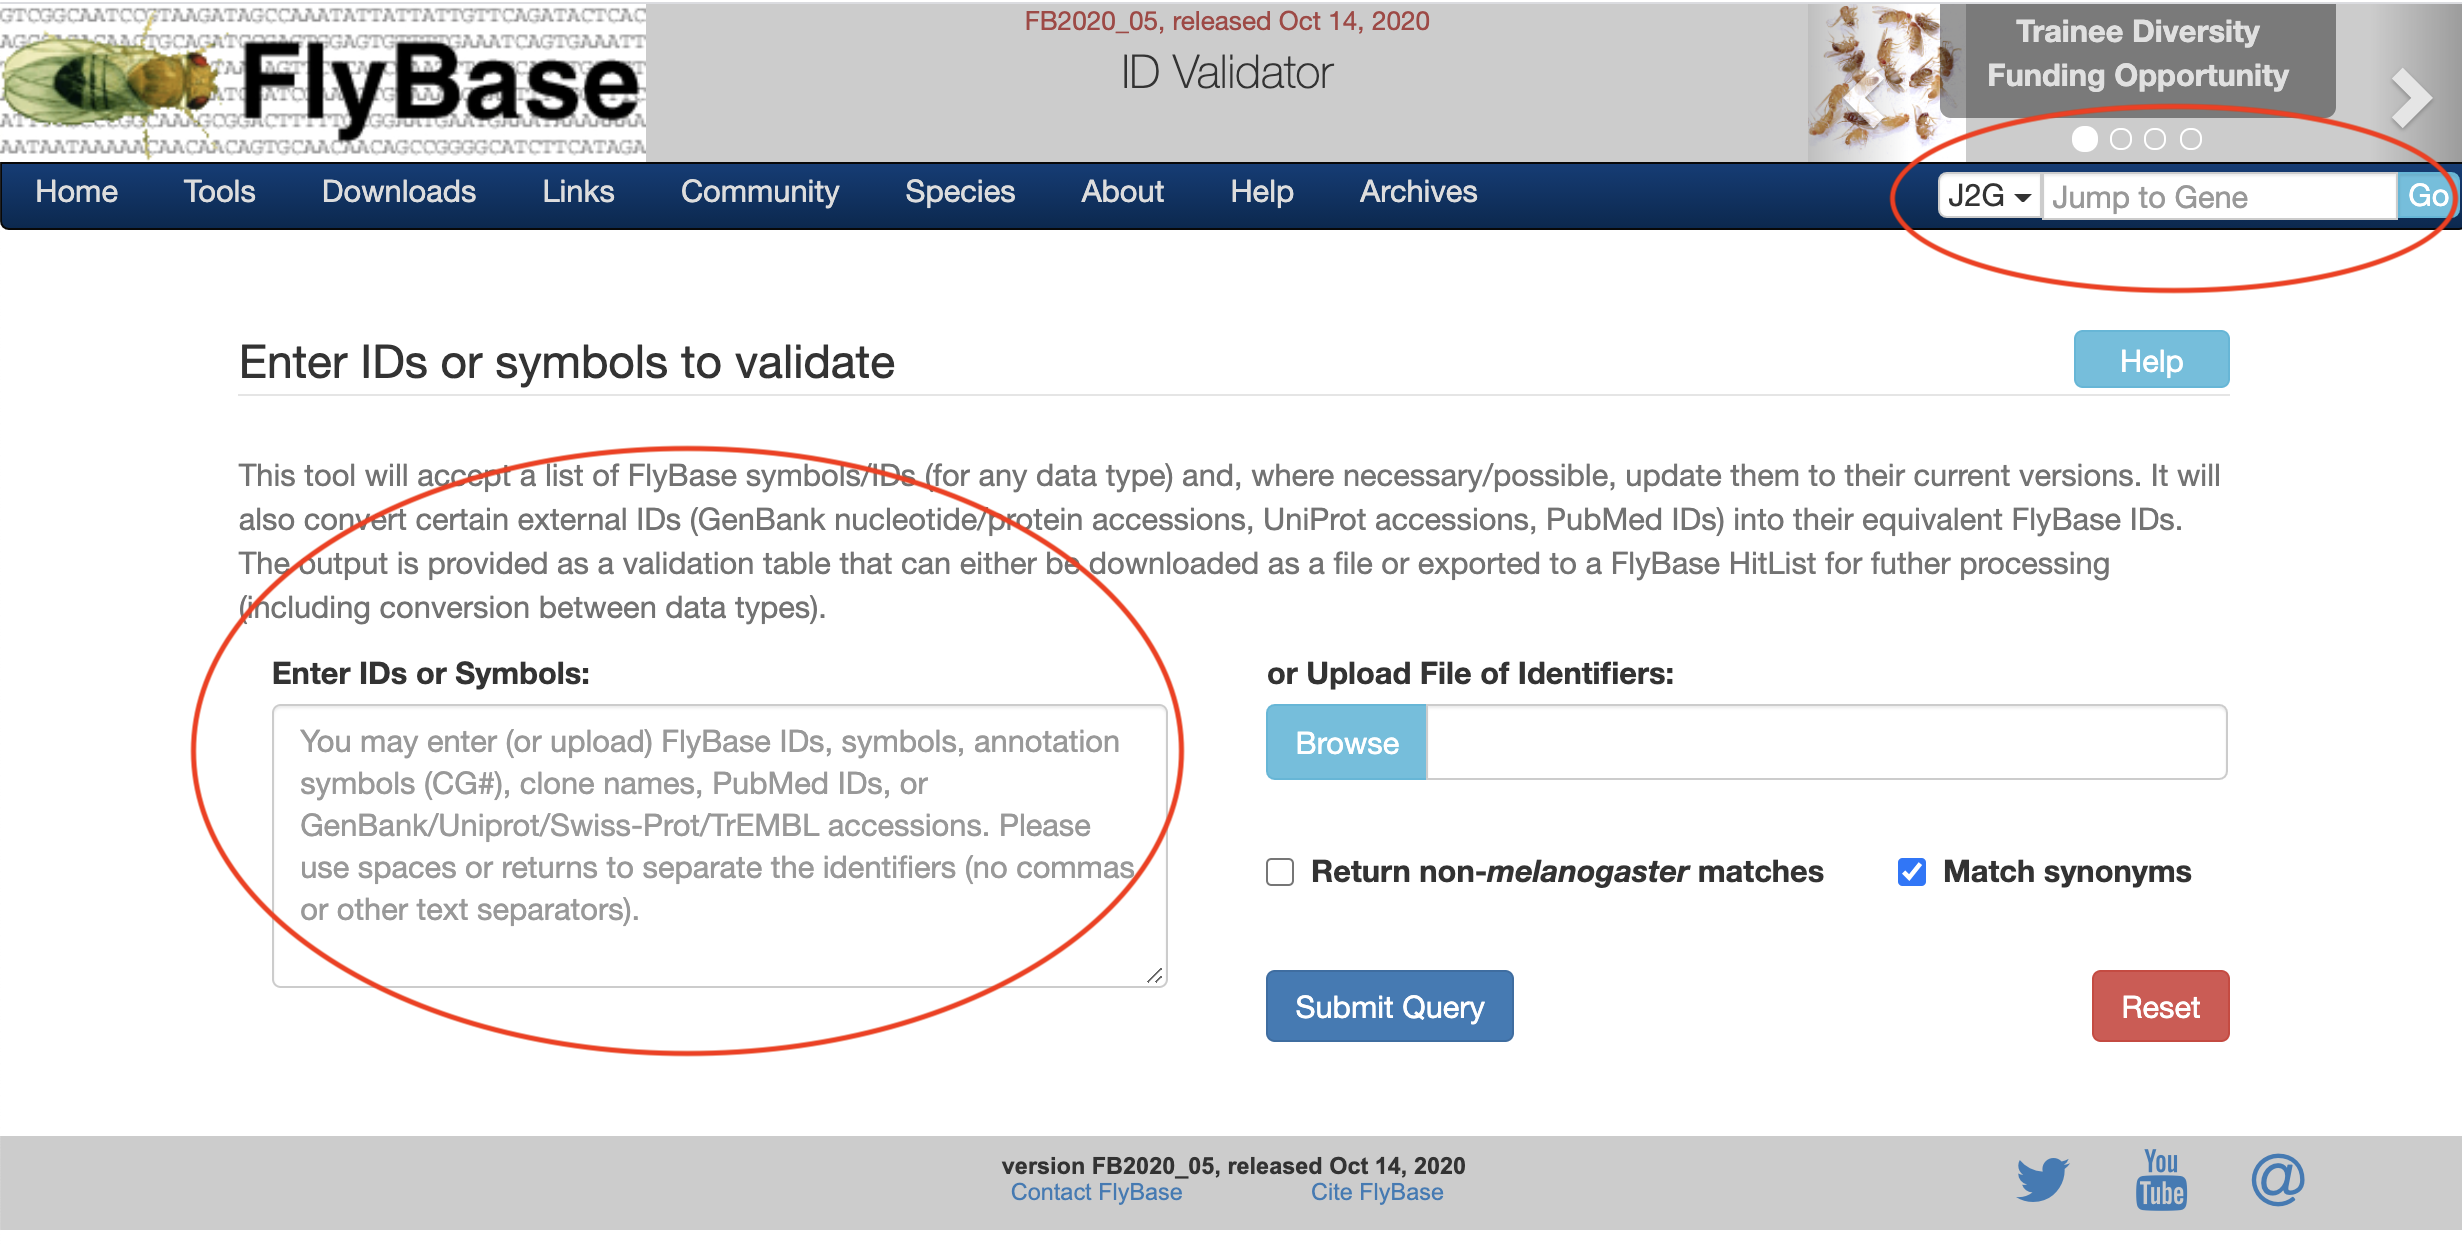 FlyBase
FB2020_05, released Oct 14, 2020
ID Validator
Trainee Diversity
Funding Opportunity
Home Tools Downloads Links Community Species About Help Archives J2G Jump to Gene Go
Enter IDs or symbols to validate
Help
This tool will accept a list of FlyBase symbols/IDs (for any data type) and, where necessary/possible, update them to their current versions. It will
also convert certain external IDs (GenBank nucleotide/protein accessions, UniProt accessions, PubMed IDs) into their equivalent FlyBase IDs.
The output is provided as a validation table that can either be downloaded as a file or exported to a FlyBase HitList for futher processing
(including conversion between data types).
Enter IDs or Symbols:
You may enter (or upload) FlyBase IDs, symbols, annotation
symbols (CG#), clone names, PubMed IDs, or
GenBank/Uniprot/Swiss-Prot/TrEMBL accessions. Please
use spaces or returns to separate the identifiers (no commas
or other text separators).
or Upload File of Identifiers:
Browse
Return non-melanogaster matches
Match synonyms
Submit Query
Reset
version FB2020_05, released Oct 14, 2020
Contact FlyBase Cite FlyBase
You
Tube
@